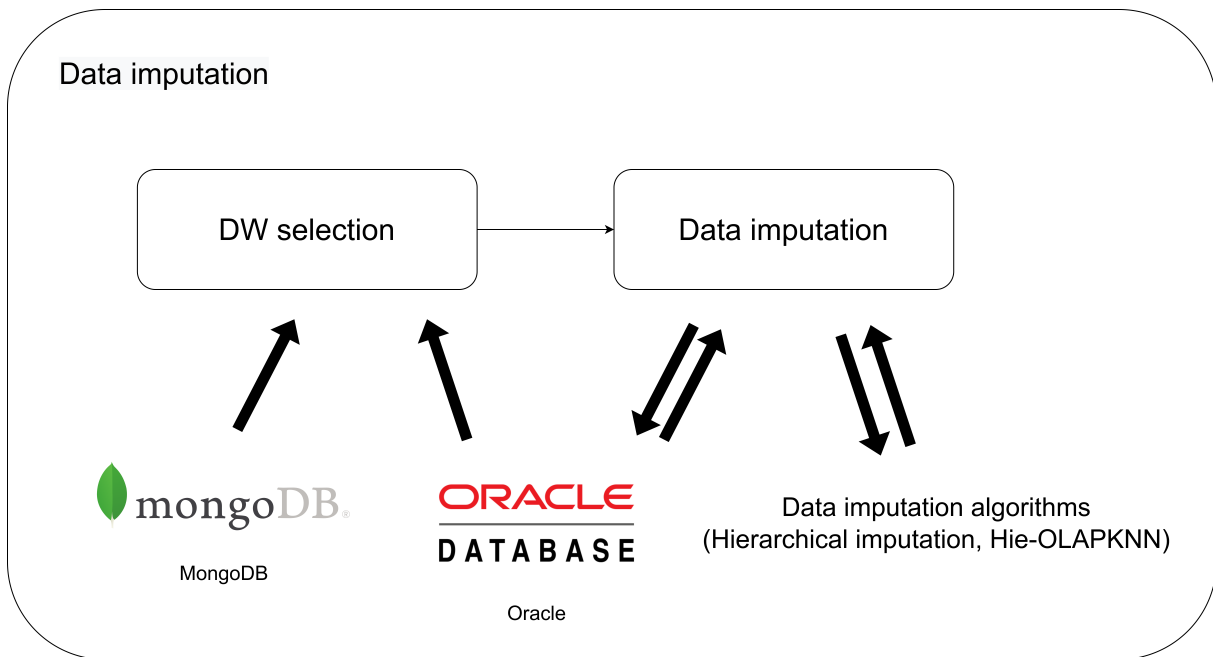 Data imputation
DW selection
Data imputation
mongoDB®
MongoDB
ORACLE
DATABASE
Oracle
Data imputation algorithms
(Hierarchical imputation, Hie-OLAPKNN)